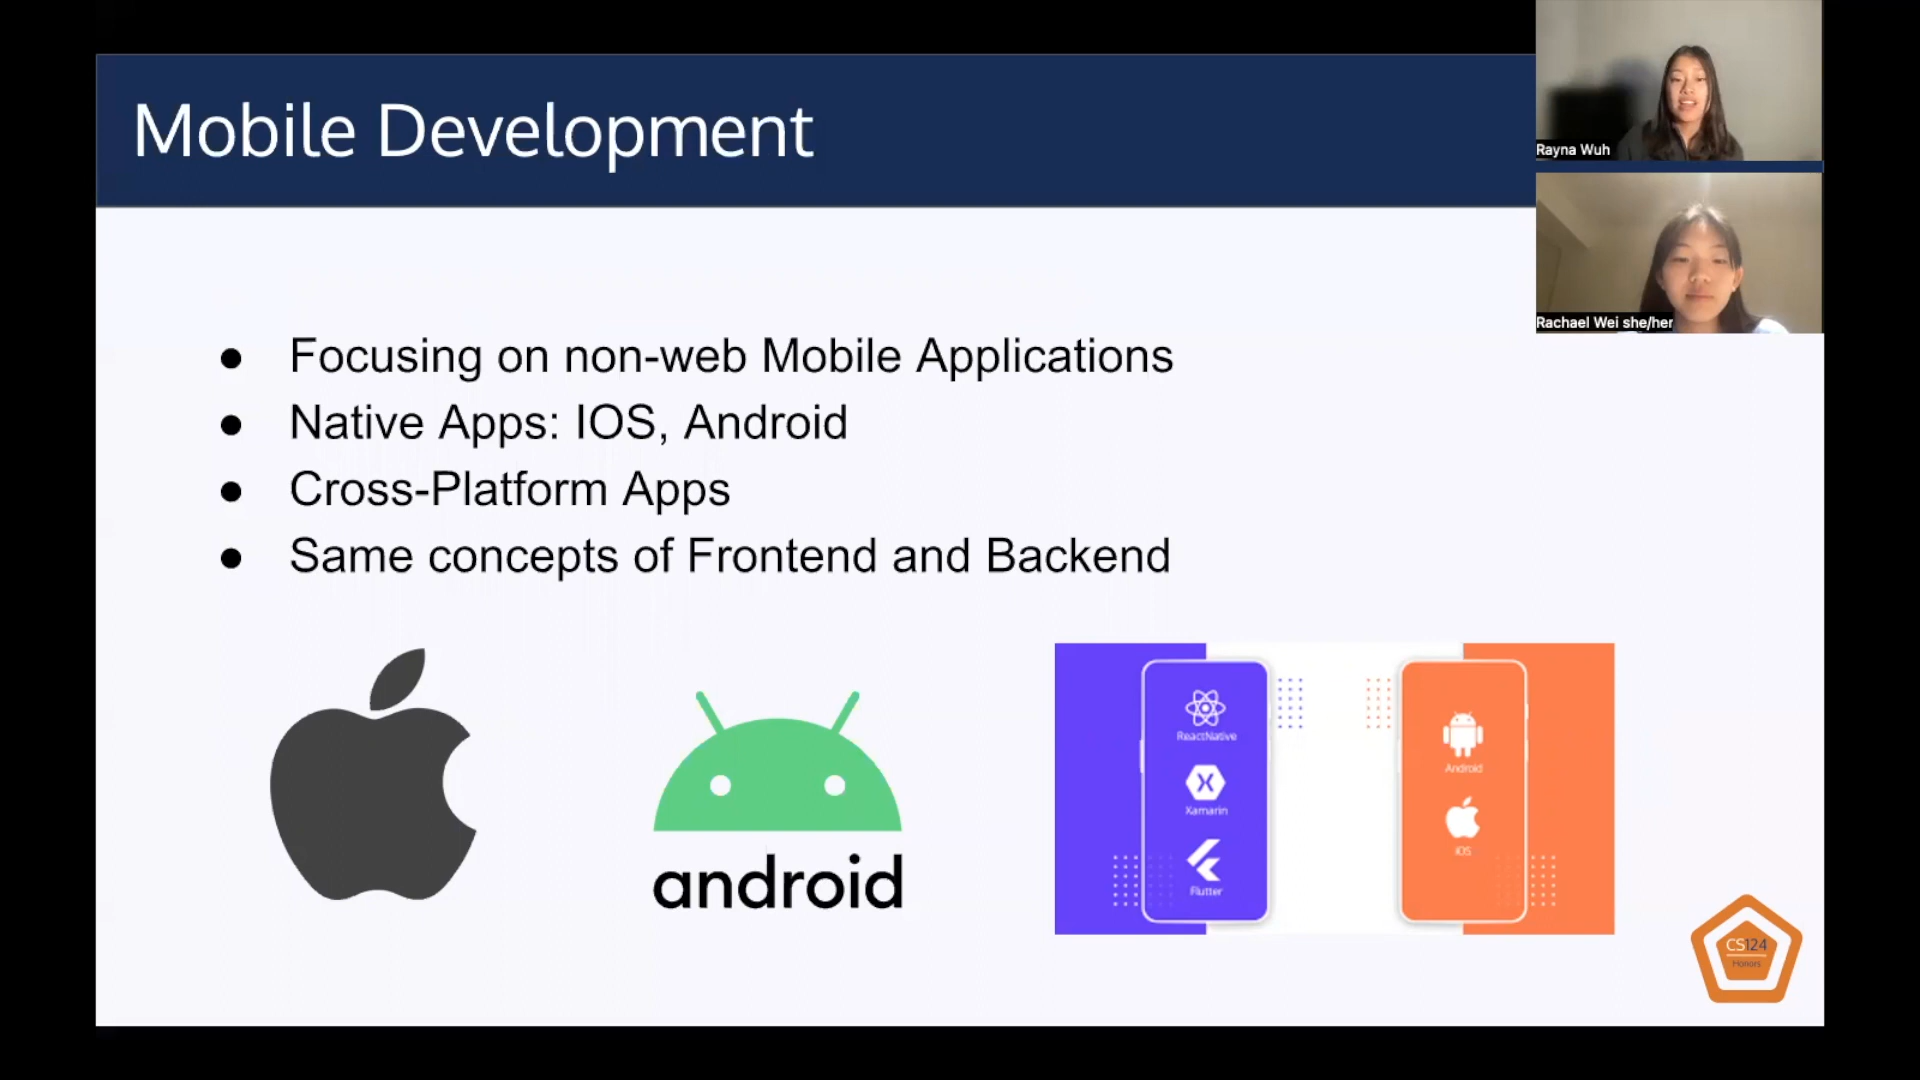 Mobile Development
Rayna Wuh
Rachael Wei she/her
● Focusing on non-web Mobile Applications
● Native Apps: IOS, Android
● Cross-Platform Apps
● Same concepts of Frontend and Backend
android
ReactNative
Xamarin
Flutter
Android
iOS
CS124
Honors